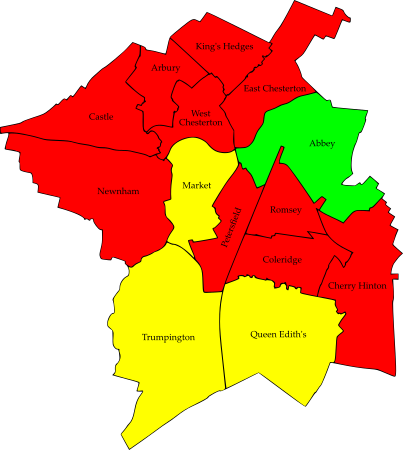 King's Hedges
Arbury
East Chesterton
Castle
West
Chesterton
Abbey
Market
Newnham
Romsey
Petersfield
Coleridge
Cherry Hinton
Trumpington
Queen Edith's